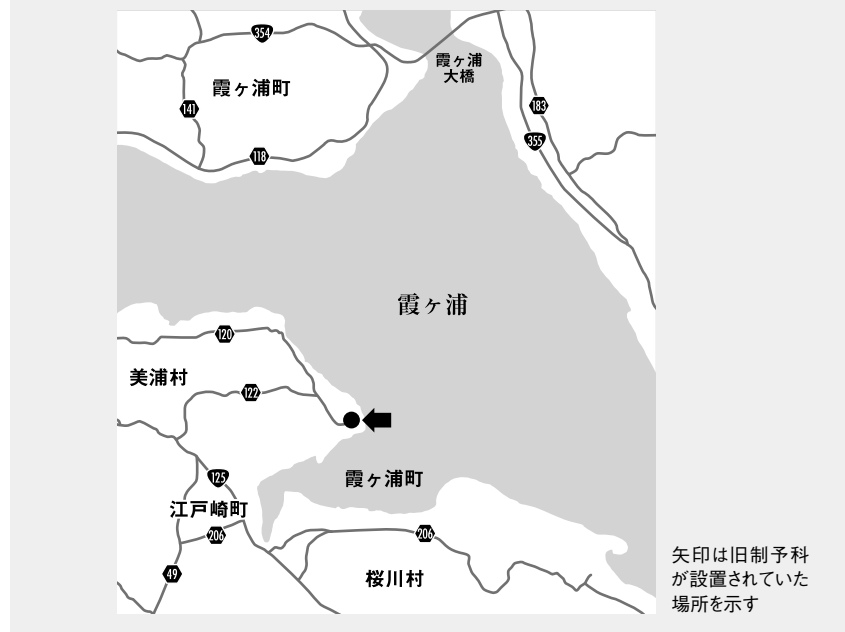 354
霞ヶ浦
大橋
霞ヶ浦町
141
183
355
118
霞ヶ浦
120
美浦村
122
霞ヶ浦町
125
江戸崎町
206
206
49
桜川村
矢印は旧制予科
が設置されていた
場所を示す